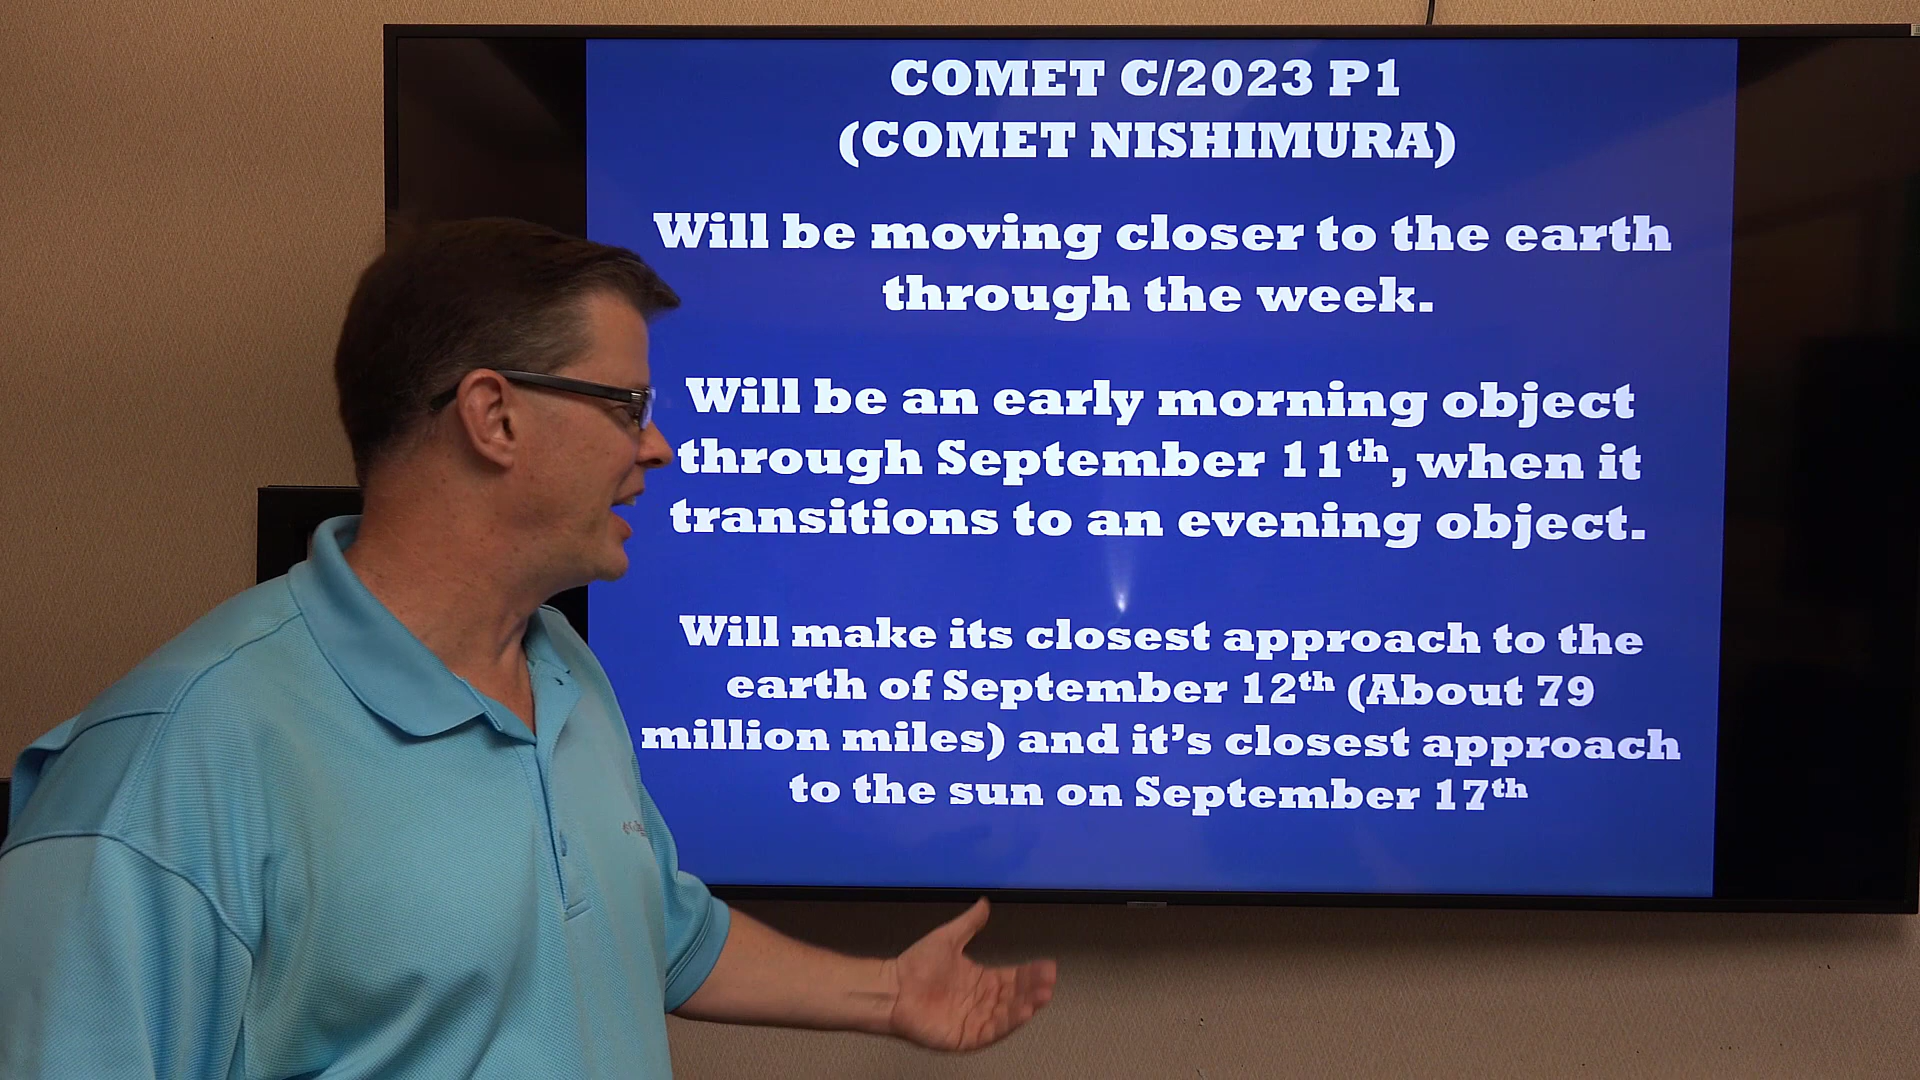 COMET C/2023 P1
(COMET NISHIMURA)
Will be moving closer to the earth
through the week.
Will be an early morning object
through September 11th, when it
transitions to an evening object.
Will make its closest approach to the
earth of September 12th (About 79
million miles) and it's closest approach
to the sun on September 17th